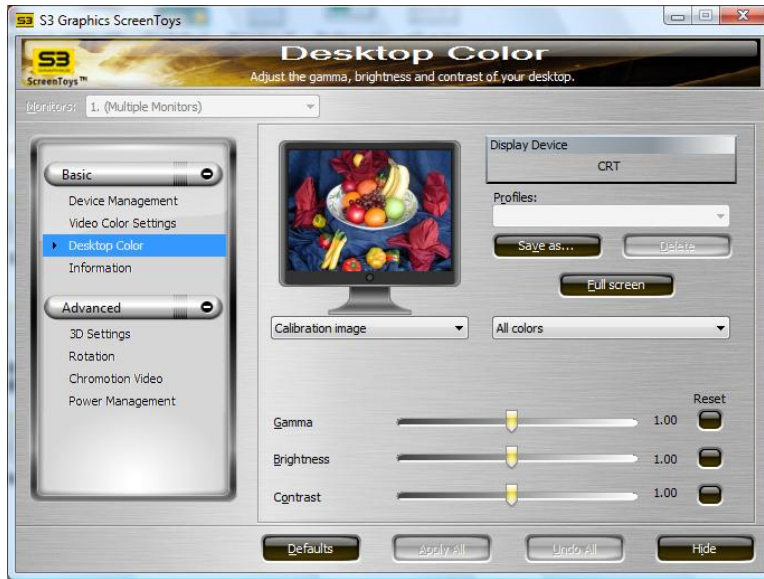 S3 S3 Graphics ScreenToys
S3
GRAPHICS
ScreenToys™
Desktop Color
Adjust the gamma, brightness and contrast of your desktop.
Monitors: 1. (Multiple Monitors)
Basic
Device Management
Video Color Settings
Desktop Color
Information
Advanced
3D Settings
Rotation
Chromotion Video
Power Management
Display Device
CRT
Profiles:
Save as... Delete
Full screen
Calibration image All colors
Reset
Gamma 1.00
Brightness 1.00
Contrast 1.00
Defaults Apply All Undo All Hide